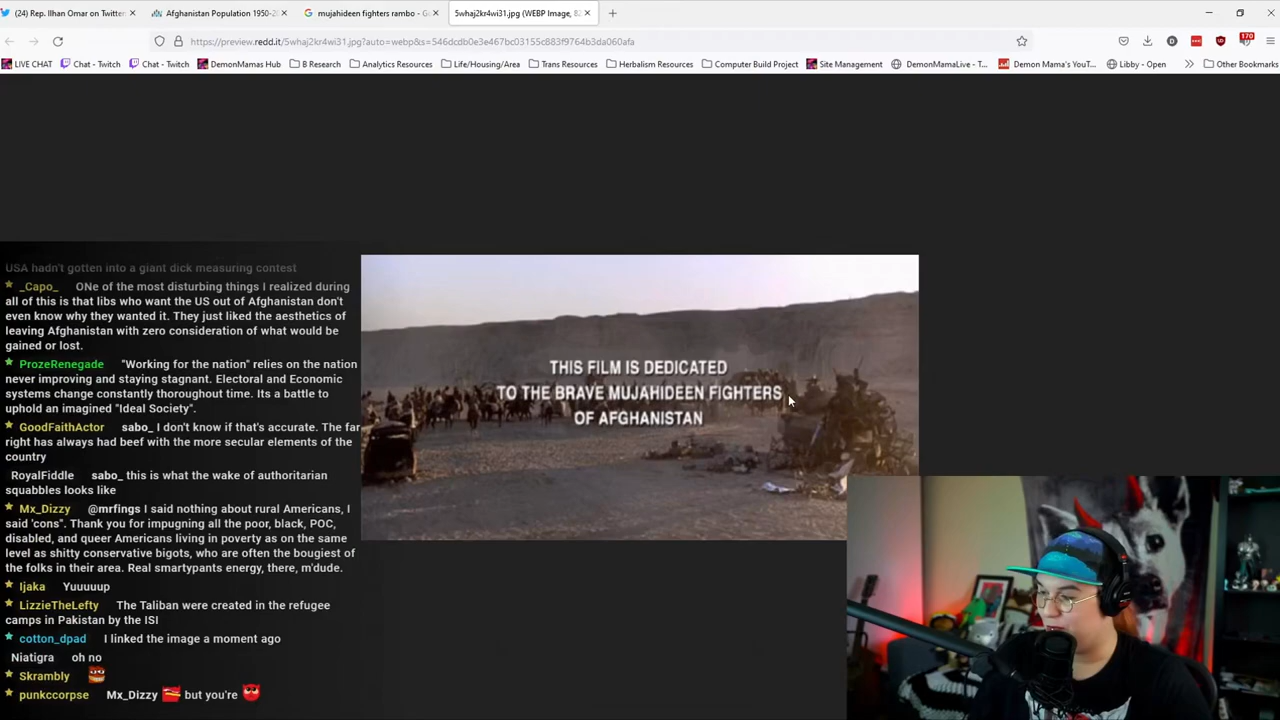 (24) Rep. Ilhan Omar on Twitter
Afghanistan Population 1950-2
mujahideen fighters rambo - G
5whaj2kr4wi31.jpg (WEBP Image, 8
https://preview.redd.it/5whaj2kr4wi31.jpg?auto=webp&s=546dcdb0e3e467bc03155c883f9764b3da060afa
170
LIVE CHAT
Chat - Twitch
Chat - Twitch
DemonMamas Hub
B Research
Analytics Resources
Life/Housing/Area
Trans Resources
Herbalism Resources
Computer Build Project
Site Management
DemonMamaLive - T...
Demon Mama's YouT...
Libby - Open
Other Bookmarks
USA hadn't gotten into a giant dick measuring contest
_Capo_ ONe of the most disturbing things I realized during
all of this is that libs who want the US out of Afghanistan don't
even know why they wanted it. They just liked the aesthetics of
leaving Afghanistan with zero consideration of what would be
gained or lost.
ProzeRenegade "Working for the nation" relies on the nation
never improving and staying stagnant. Electoral and Economic
systems change constantly throughout time. Its a battle to
uphold an imagined "Ideal Society".
GoodFaithActor sabo_ I don't know if that's accurate. The far
right has always had beef with the more secular elements of the
country
RoyalFiddle sabo_ this is what the wake of authoritarian
squabbles looks like
Mx_Dizzy @mrfings I said nothing about rural Americans, I
said 'cons". Thank you for impugning all the poor, black, POC,
disabled, and queer Americans living in poverty as on the same
level as shitty conservative bigots, who are often the bougiest of
the folks in their area. Real smartypants energy, there, m'dude.
Ijaka Yuuuuup
LizzieTheLefty The Taliban were created in the refugee
camps in Pakistan by the ISI
cotton_dpad I linked the image a moment ago
Niatigra oh no
Skrambly
punkccorpse Mx_Dizzy but you're
THIS FILM IS DEDICATED
TO THE BRAVE MUJAHIDEEN FIGHTERS
OF AFGHANISTAN